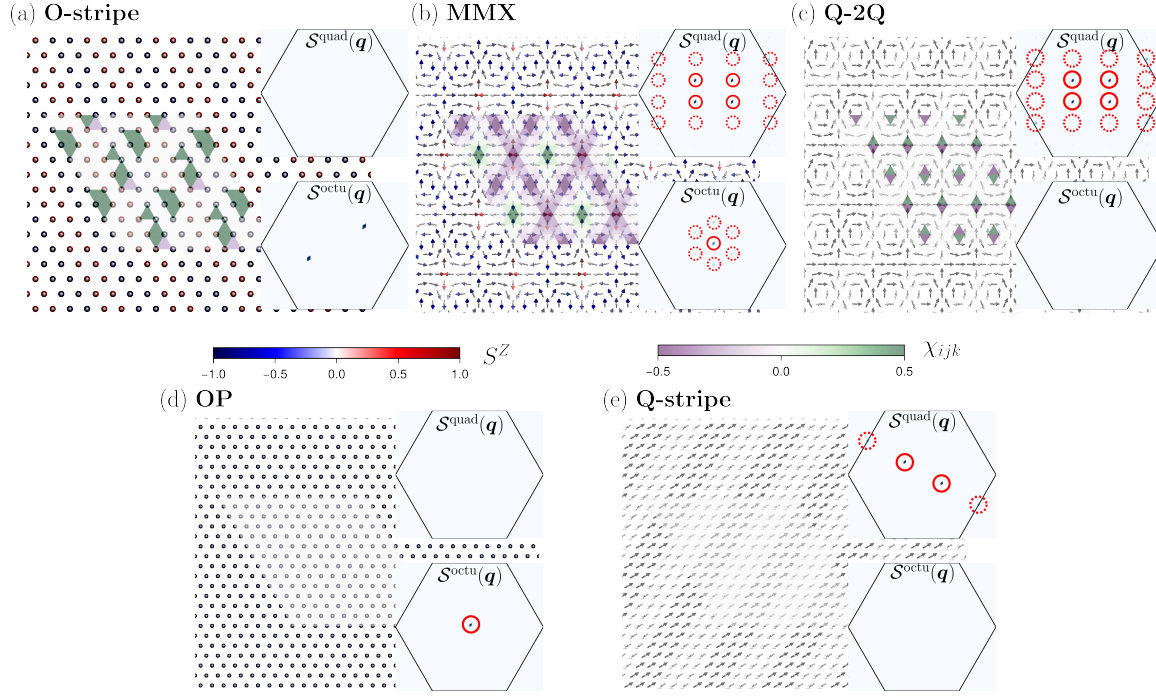 (a) O-stripe
𝒮^quad(q)
𝒮^octu(q)
(b) MMX
𝒮^quad(q)
𝒮^octu(q)
(c) Q-2Q
𝒮^quad(q)
𝒮^octu(q)
−1.0 −0.5 0.0 0.5 1.0 S^Z
−0.5 0.0 0.5 χ_ijk
(d) OP
𝒮^quad(q)
𝒮^octu(q)
(e) Q-stripe
𝒮^quad(q)
𝒮^octu(q)